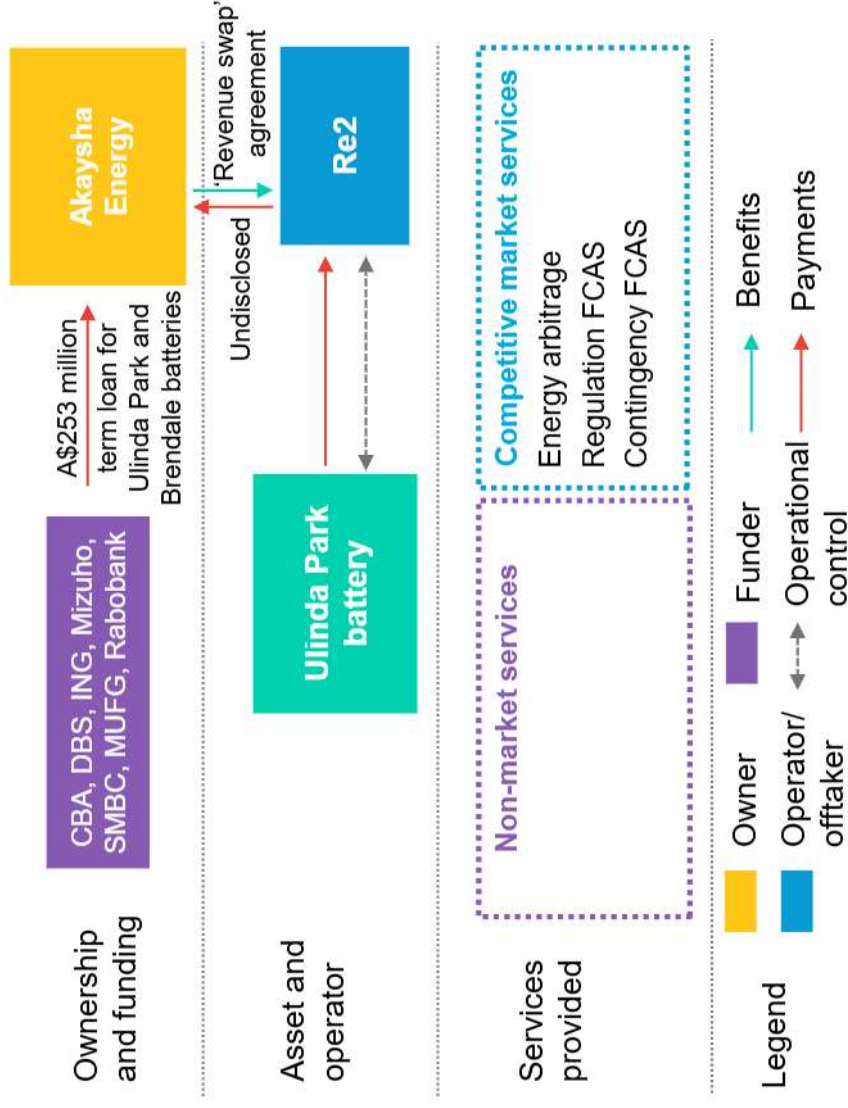 Ownership
and funding
CBA, DBS, ING, Mizuho,
SMBC, MUFG, Rabobank
A$253 million
term loan for
Ulinda Park and
Brendale batteries
Akaysha
Energy
Undisclosed
‘Revenue swap’
agreement
Asset and
operator
Ulinda Park
battery
Re2
Services
provided
Non-market services
Competitive market services
Energy arbitrage
Regulation FCAS
Contingency FCAS
Legend
Owner
Funder
Benefits
Operator/
offtaker
Operational
control
Payments